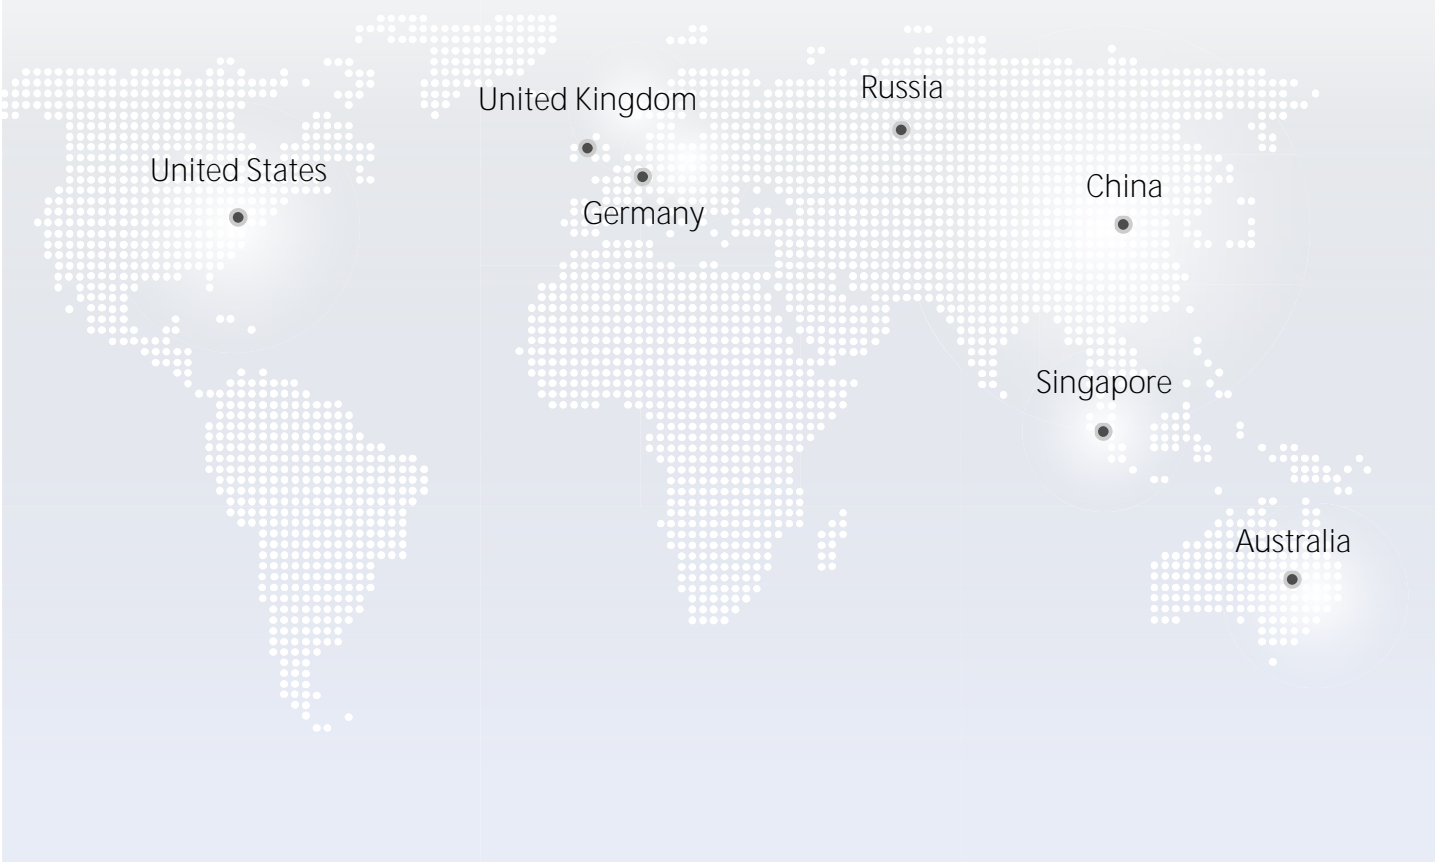 Russia
United Kingdom
United States
China
Germany
Singapore
Australia